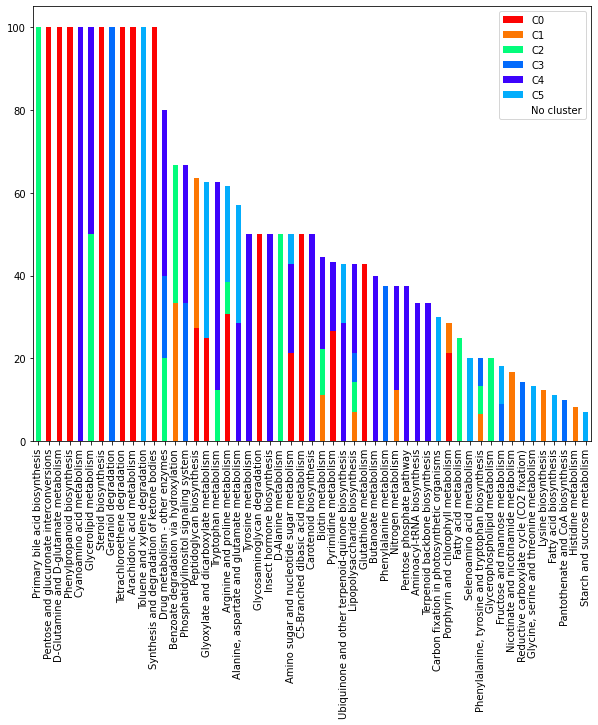 100
80
60
40
20
0
C0
C1
C2
C3
C4
C5
No cluster
Primary bile acid biosynthesis
Pentose and glucuronate interconversions
D-Glutamine and D-glutamate metabolism
Phenylpropanoid biosynthesis
Cyanoamino acid metabolism
Glycerolipid metabolism
Steroid biosynthesis
Geraniol degradation
Tetrachloroethene degradation
Arachidonic acid metabolism
Toluene and xylene degradation
Synthesis and degradation of ketone bodies
Drug metabolism - other enzymes
Benzoate degradation via hydroxylation
Phosphatidylinositol signaling system
Peptidoglycan biosynthesis
Glyoxylate and dicarboxylate metabolism
Tryptophan metabolism
Arginine and proline metabolism
Alanine, aspartate and glutamate metabolism
Tyrosine metabolism
Glycosaminoglycan degradation
Insect hormone biosynthesis
D-Alanine metabolism
Amino sugar and nucleotide sugar metabolism
C5-Branched dibasic acid metabolism
Carotenoid biosynthesis
Biotin metabolism
Pyrimidine metabolism
Ubiquinone and other terpenoid-quinone biosynthesis
Lipopolysaccharide biosynthesis
Glutathione metabolism
Butanoate metabolism
Phenylalanine metabolism
Nitrogen metabolism
Pentose phosphate pathway
Aminoacyl-tRNA biosynthesis
Terpenoid backbone biosynthesis
Carbon fixation in photosynthetic organisms
Porphyrin and chlorophyll metabolism
Fatty acid metabolism
Selenoamino acid metabolism
Phenylalanine, tyrosine and tryptophan biosynthesis
Glycerophospholipid metabolism
Fructose and mannose metabolism
Nicotinate and nicotinamide metabolism
Reductive carboxylate cycle (CO2 fixation)
Glycine, serine and threonine metabolism
Lysine biosynthesis
Fatty acid biosynthesis
Pantothenate and CoA biosynthesis
Histidine metabolism
Starch and sucrose metabolism